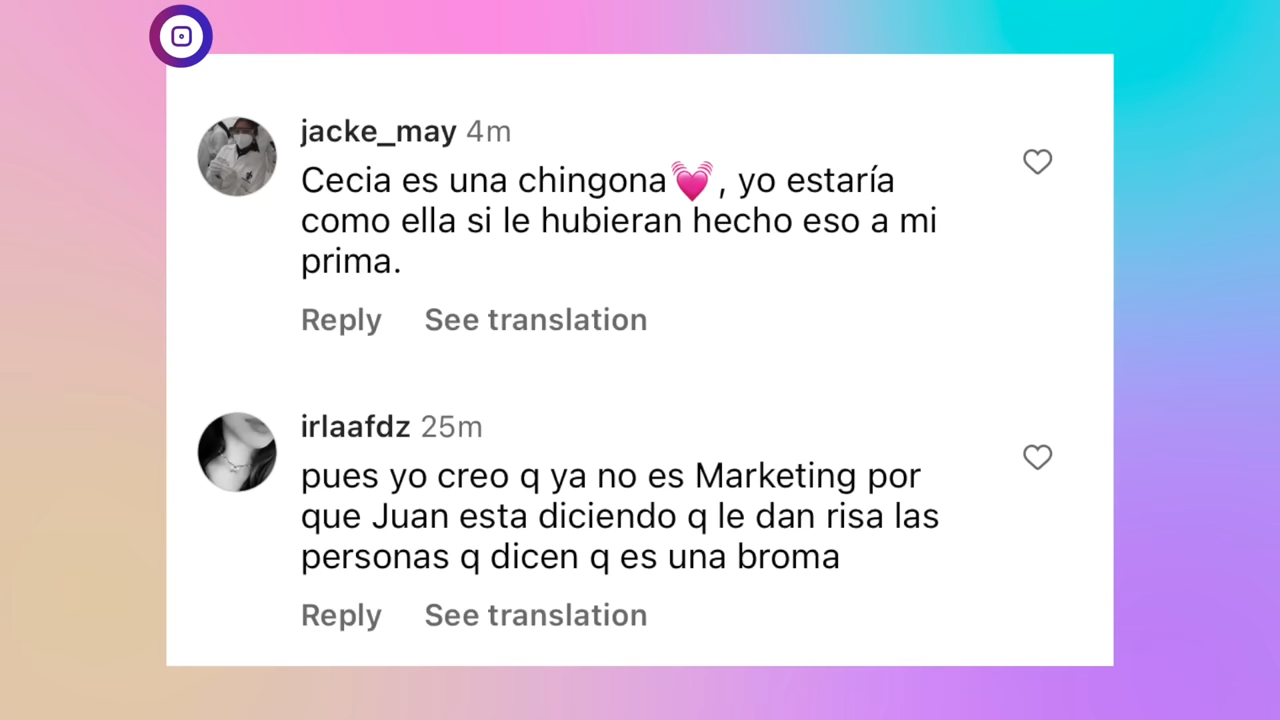 jacke_may 4m
Cecia es una chingona💓, yo estaría
como ella si le hubieran hecho eso a mi
prima.
Reply See translation
irlaafdz 25m
pues yo creo q ya no es Marketing por
que Juan esta diciendo q le dan risa las
personas q dicen q es una broma
Reply See translation